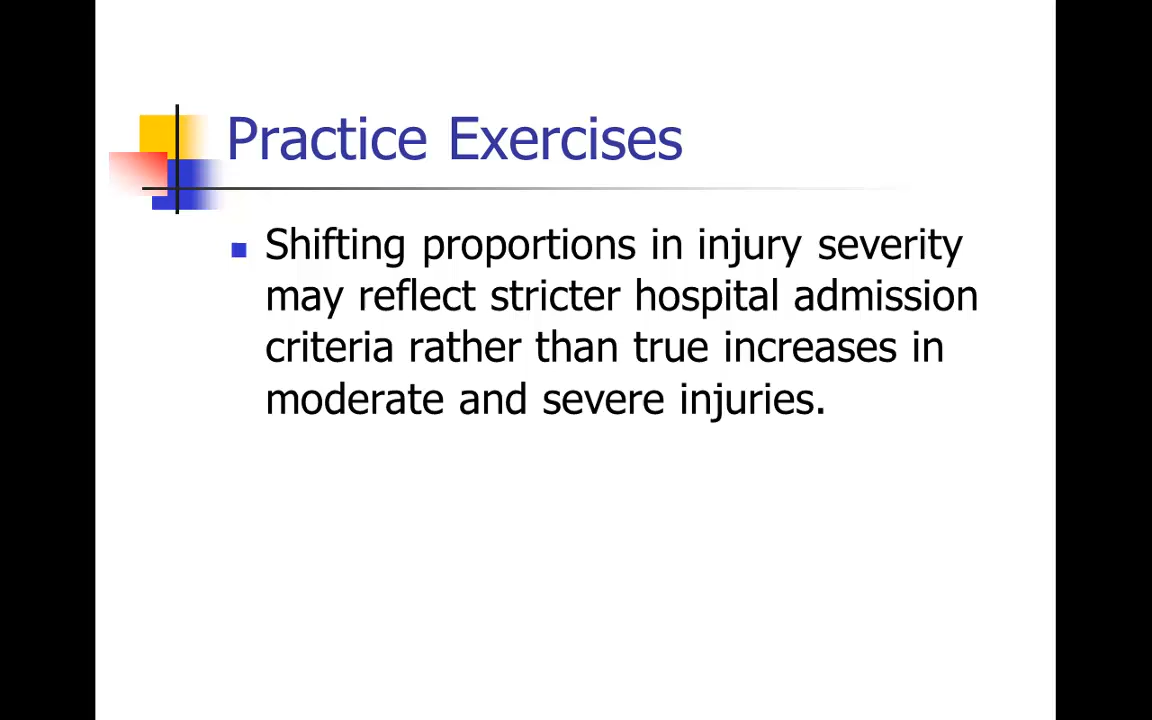 Practice Exercises
Shifting proportions in injury severity
may reflect stricter hospital admission
criteria rather than true increases in
moderate and severe injuries.